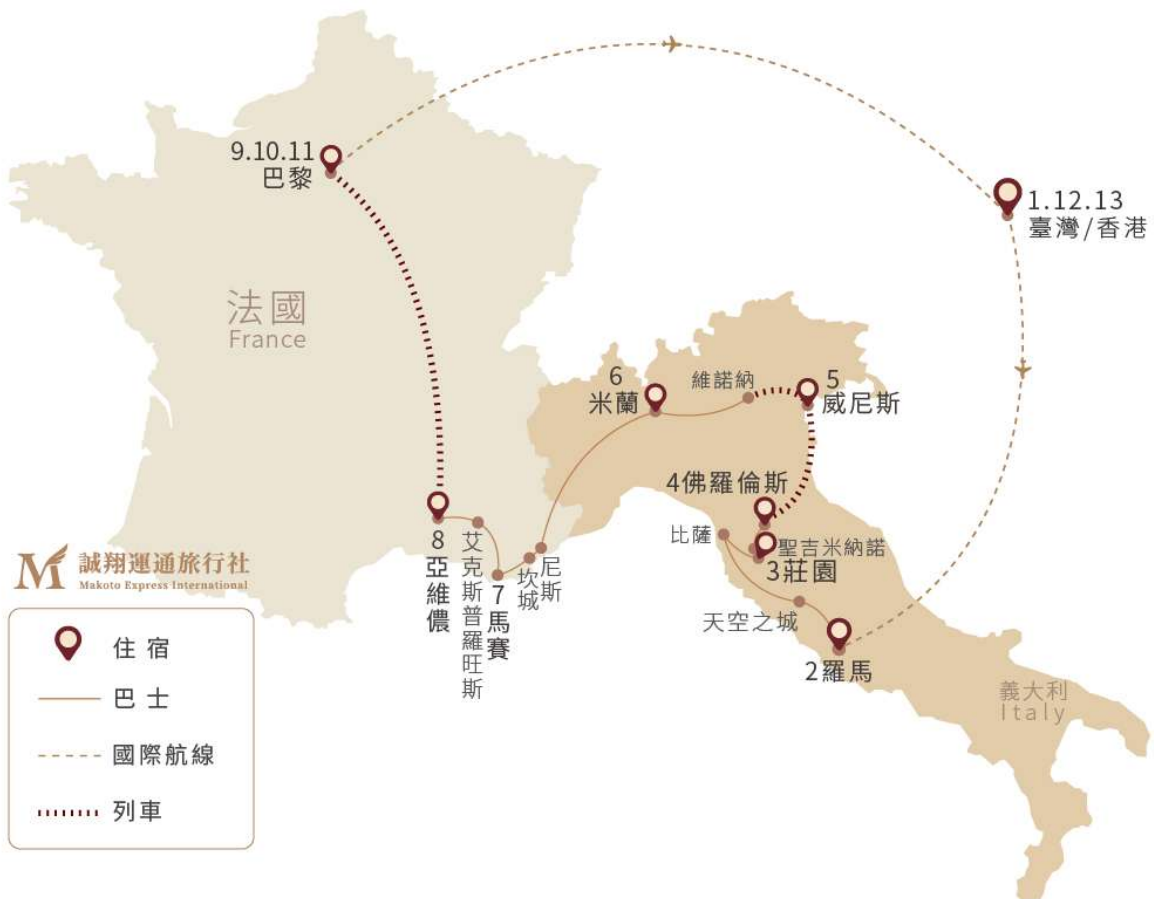 9.10.11
巴黎
1.12.13
臺灣/香港
法國
France
6
米蘭
維諾納
5
威尼斯
4佛羅倫斯
比薩
聖吉米納諾
3莊園
天空之城
2羅馬
義大利
Italy
8
亞維儂
艾克斯普羅旺斯
7
馬賽
坎城
尼斯
M 誠翔運通旅行社
Makoto Express International
住宿
巴士
國際航線
列車